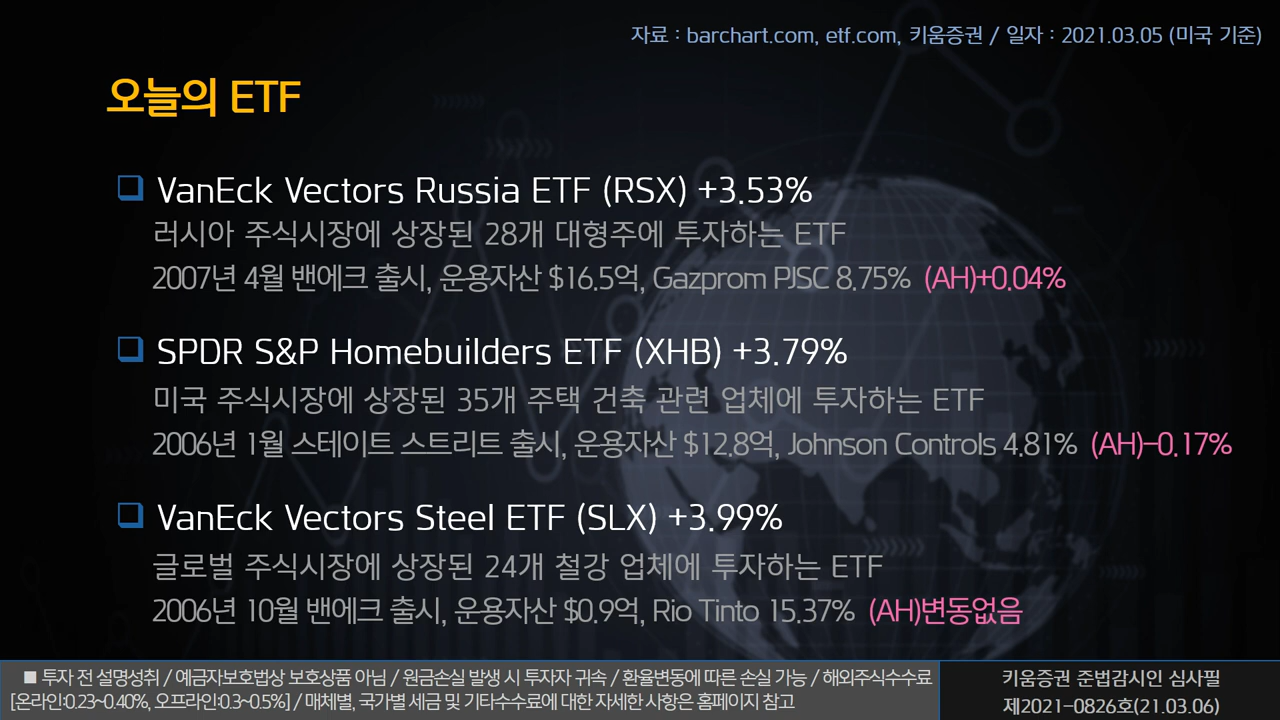 자료 : barchart.com, etf.com, 키움증권 / 일자 : 2021.03.05 (미국 기준)
오늘의 ETF
❑ VanEck Vectors Russia ETF (RSX) +3.53%
러시아 주식시장에 상장된 28개 대형주에 투자하는 ETF
2007년 4월 밴에크 출시, 운용자산 $16.5억, Gazprom PJSC 8.75% (AH)+0.04%
❑ SPDR S&P Homebuilders ETF (XHB) +3.79%
미국 주식시장에 상장된 35개 주택 건축 관련 업체에 투자하는 ETF
2006년 1월 스테이트 스트리트 출시, 운용자산 $12.8억, Johnson Controls 4.81% (AH)-0.17%
❑ VanEck Vectors Steel ETF (SLX) +3.99%
글로벌 주식시장에 상장된 24개 철강 업체에 투자하는 ETF
2006년 10월 밴에크 출시, 운용자산 $0.9억, Rio Tinto 15.37% (AH)변동없음
■ 투자 전 설명성취 / 예금자보호법상 보호상품 아님 / 원금손실 발생 시 투자자 귀속 / 환율변동에 따른 손실 가능 / 해외주식수수료
[온라인:0.23~0.40%, 오프라인:0.3~0.5%] / 매체별, 국가별 세금 및 기타수수료에 대한 자세한 사항은 홈페이지 참고
키움증권 준법감시인 심사필
제2021-0826호(21.03.06)